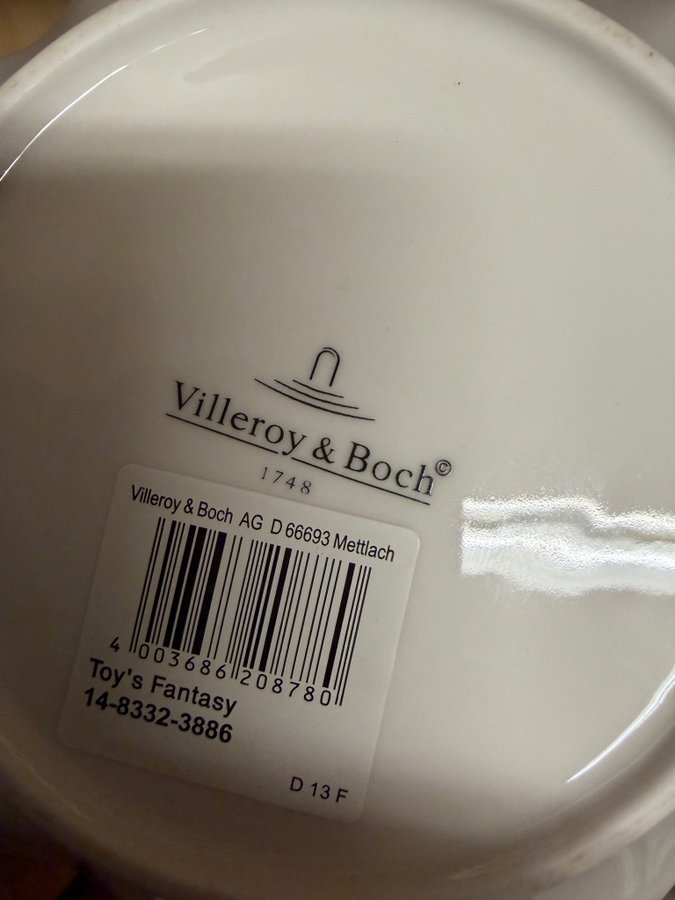 Villeroy & Boch©
1748
Villeroy & Boch AG D 66693 Mettlach
4 003686 208780
Toy's Fantasy
14-8332-3886
D 13 F